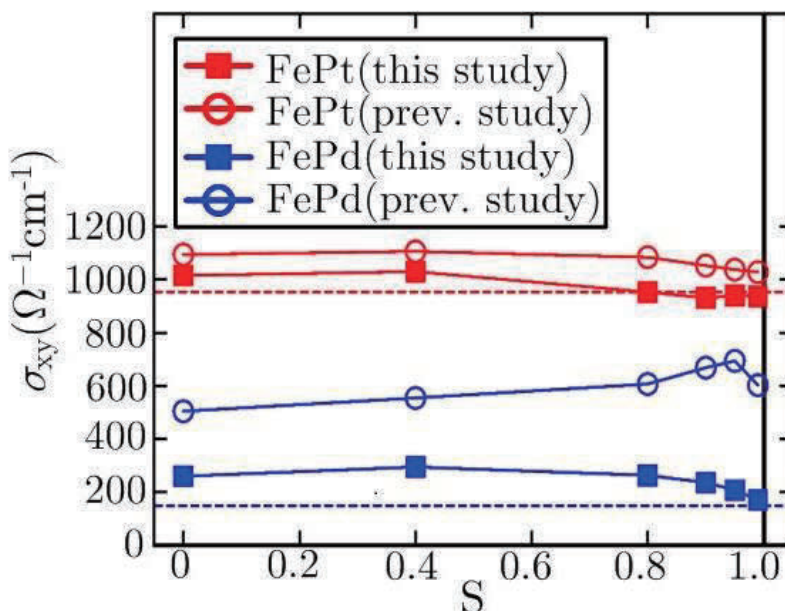 FePt(this study)
FePt(prev. study)
FePd(this study)
FePd(prev. study)
σxy(Ω⁻¹cm⁻¹)
1200
1000
800
600
400
200
0
0 0.2 0.4 0.6 0.8 1.0
S